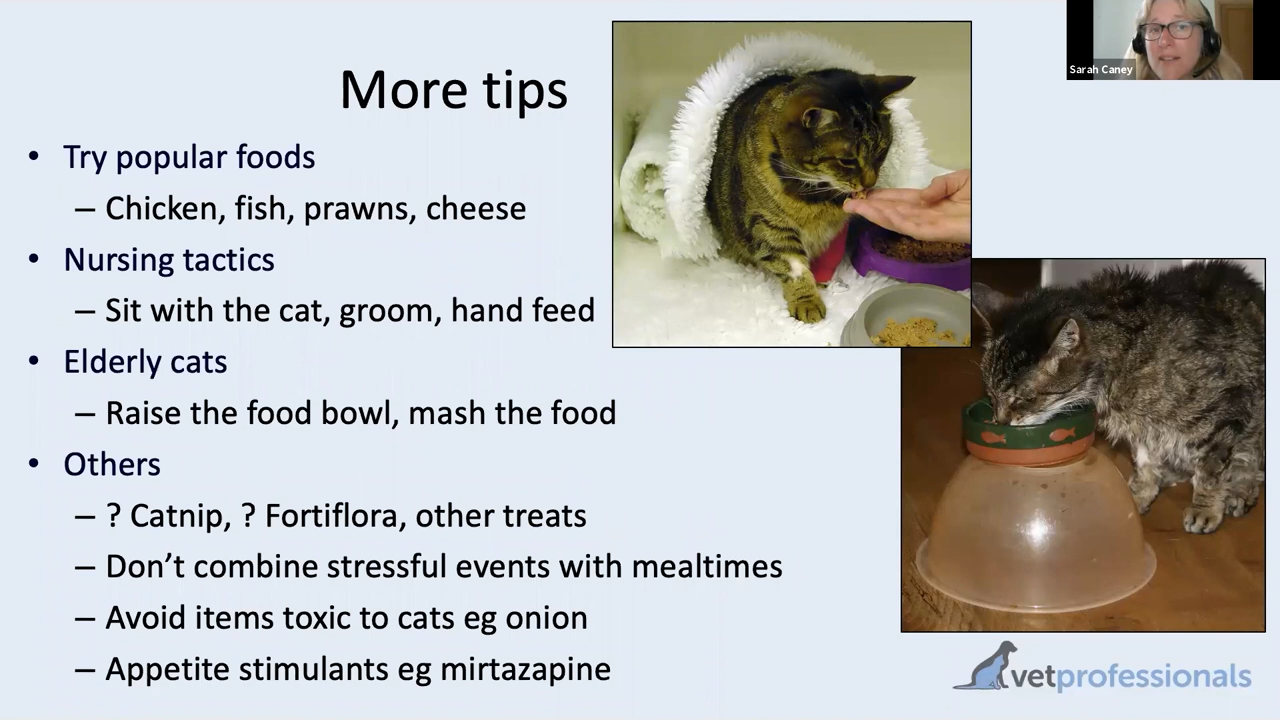 Sarah Caney
More tips
• Try popular foods
– Chicken, fish, prawns, cheese
• Nursing tactics
– Sit with the cat, groom, hand feed
• Elderly cats
– Raise the food bowl, mash the food
• Others
– ? Catnip, ? Fortiflora, other treats
– Don’t combine stressful events with mealtimes
– Avoid items toxic to cats eg onion
– Appetite stimulants eg mirtazapine
vetprofessionals